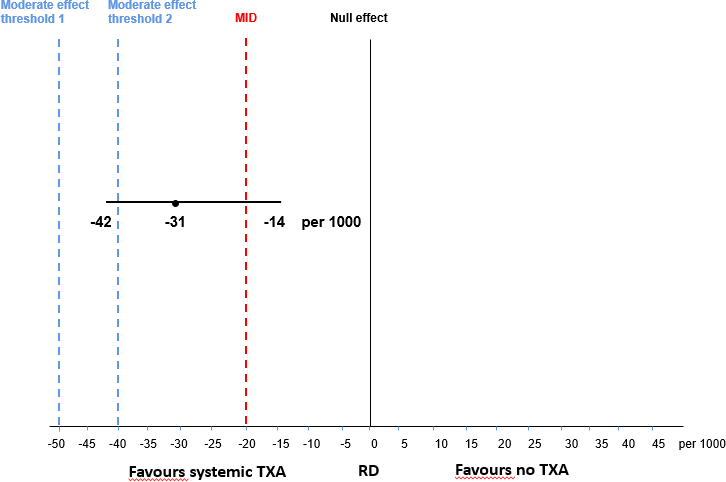 Moderate effect
threshold 1
Moderate effect
threshold 2
MID
Null effect
-42
-31
-14
per 1000
-50 -45 -40 -35 -30 -25 -20 -15 -10 -5 0 5 10 15 20 25 30 35 40 45 per 1000
Favours systemic TXA
RD
Favours no TXA